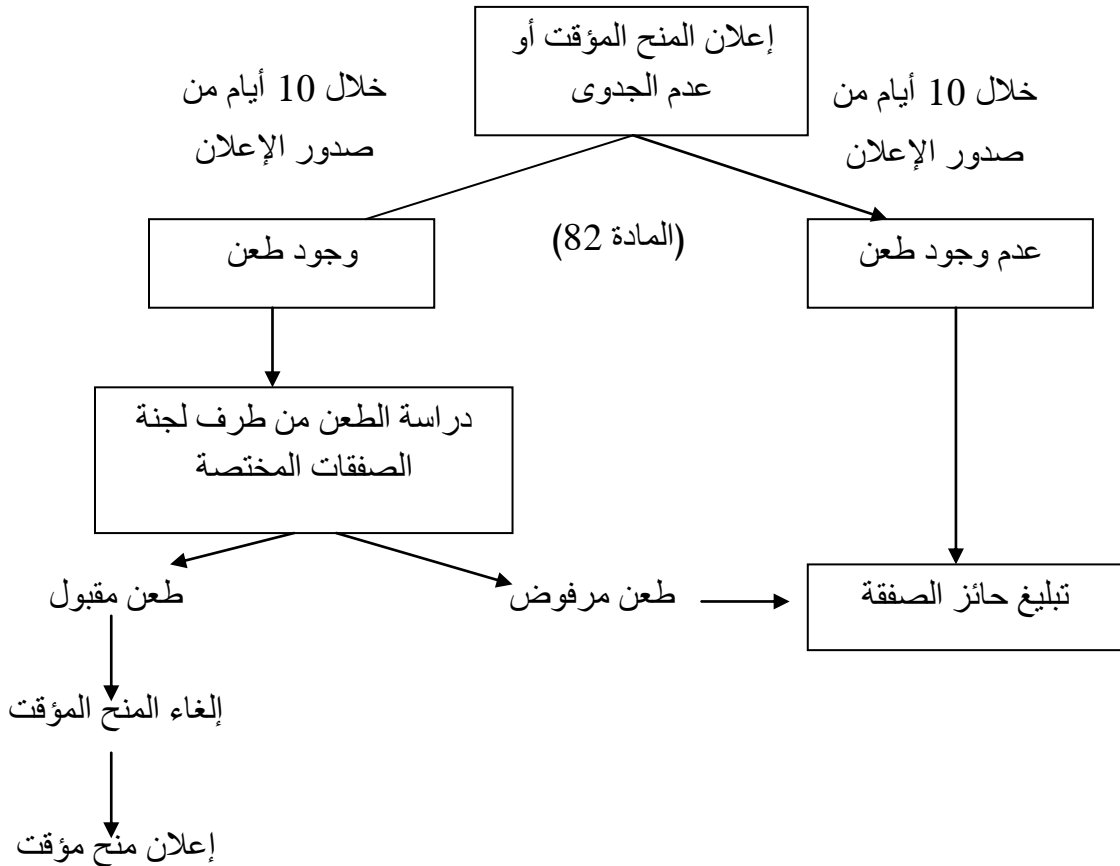 إعلان المنح المؤقت أو
عدم الجدوى
خلال 10 أيام من
صدور الإعلان
خلال 10 أيام من
صدور الإعلان
(المادة 82)
عدم وجود طعن
وجود طعن
دراسة الطعن من طرف لجنة
الصفقات المختصة
تبليغ حائز الصفقة
طعن مرفوض
طعن مقبول
إلغاء المنح المؤقت
إعلان منح مؤقت